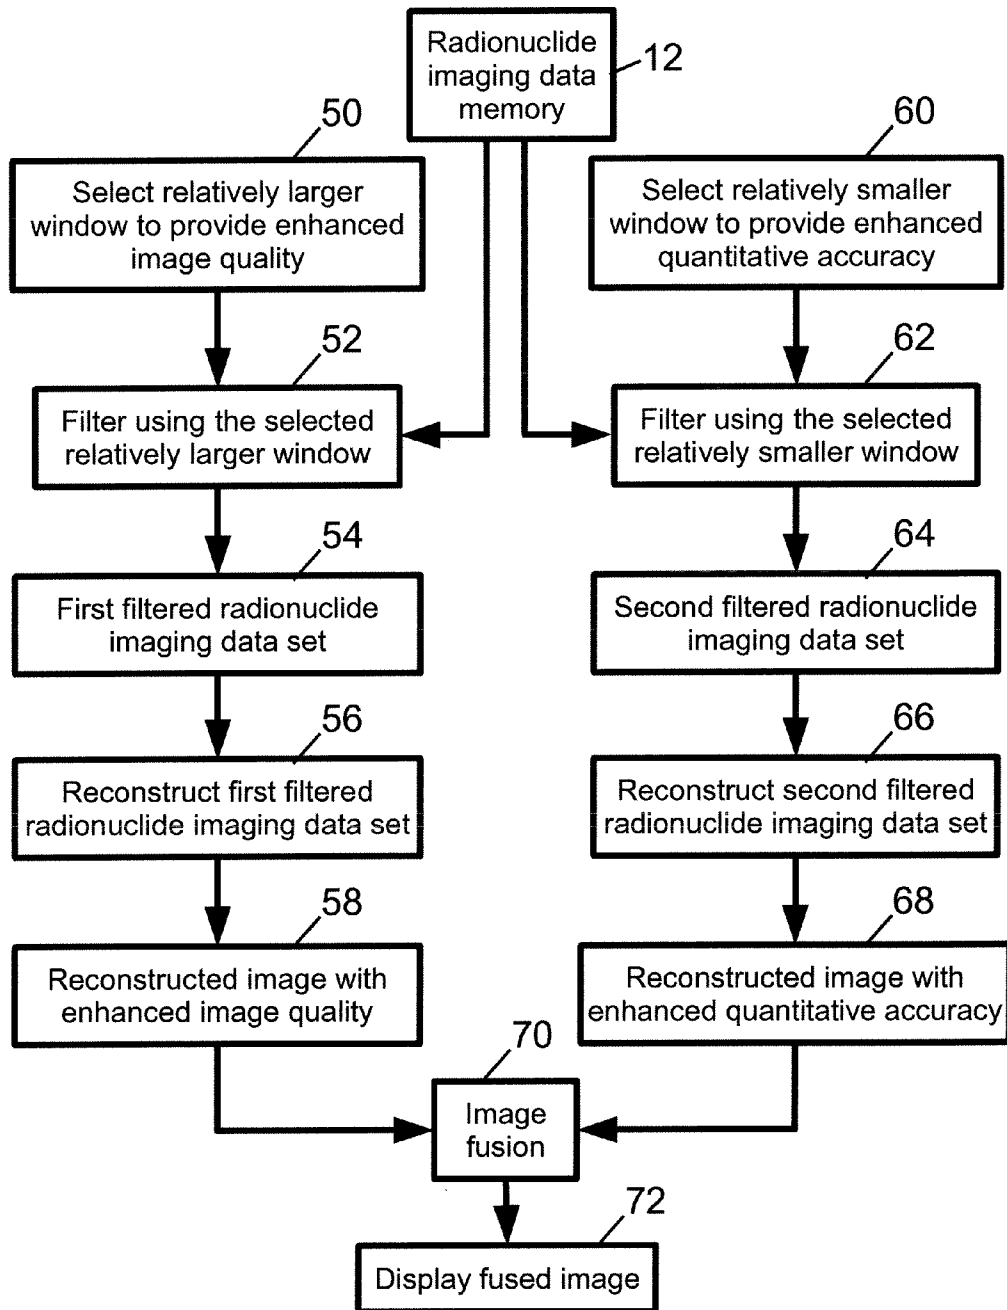 Radionuclide
imaging data
memory
12
50
Select relatively larger
window to provide enhanced
image quality
60
Select relatively smaller
window to provide enhanced
quantitative accuracy
52
Filter using the selected
relatively larger window
62
Filter using the selected
relatively smaller window
54
First filtered radionuclide
imaging data set
64
Second filtered radionuclide
imaging data set
56
Reconstruct first filtered
radionuclide imaging data set
66
Reconstruct second filtered
radionuclide imaging data set
58
Reconstructed image with
enhanced image quality
68
Reconstructed image with
enhanced quantitative accuracy
70
Image
fusion
72
Display fused image